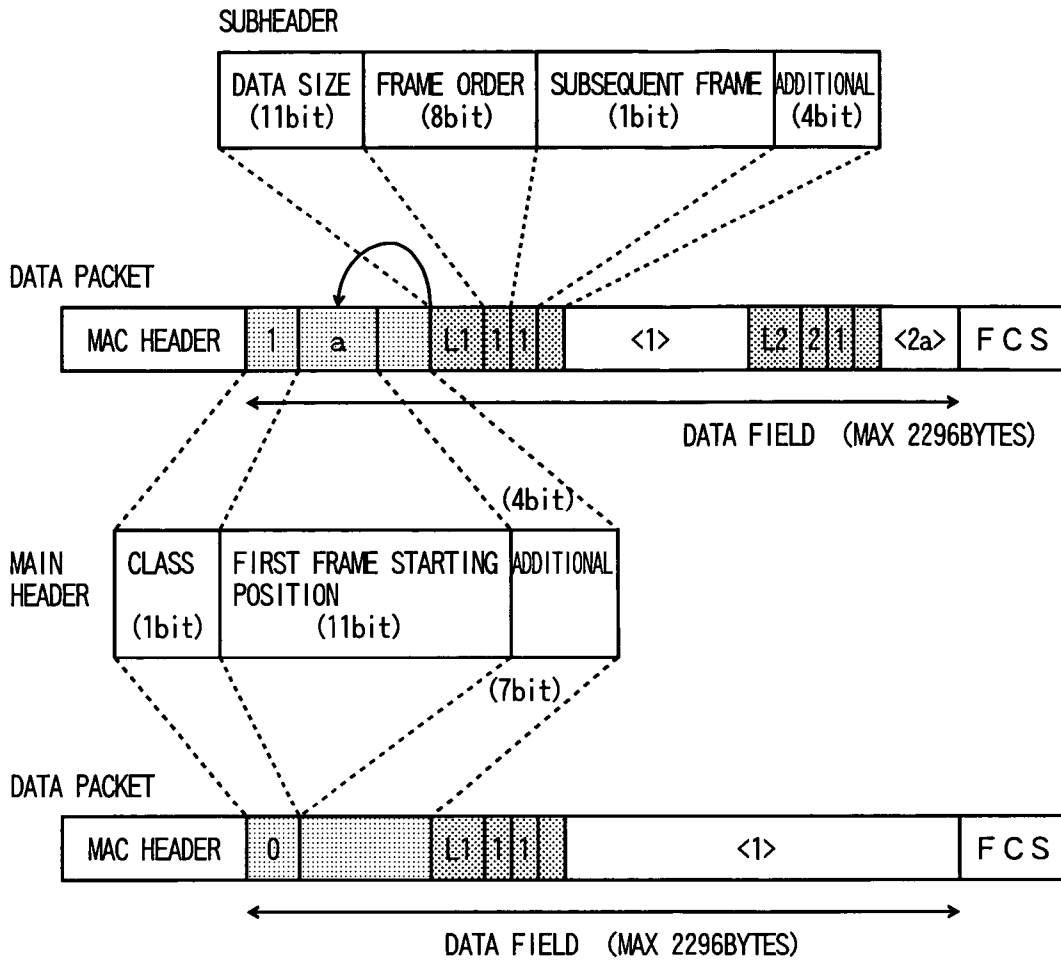 SUBHEADER
DATA SIZE FRAME ORDER SUBSEQUENT FRAME ADDITIONAL
(11bit) (8bit) (1bit) (4bit)
DATA PACKET
MAC HEADER 1 a L1 1 1 <1> L2 2 1 <2a> FCS
DATA FIELD (MAX 2296BYTES)
(4bit)
MAIN HEADER
CLASS
(1bit)
FIRST FRAME STARTING
POSITION
(11bit)
ADDITIONAL
(7bit)
DATA PACKET
MAC HEADER 0 L1 1 1 <1> FCS
DATA FIELD (MAX 2296BYTES)